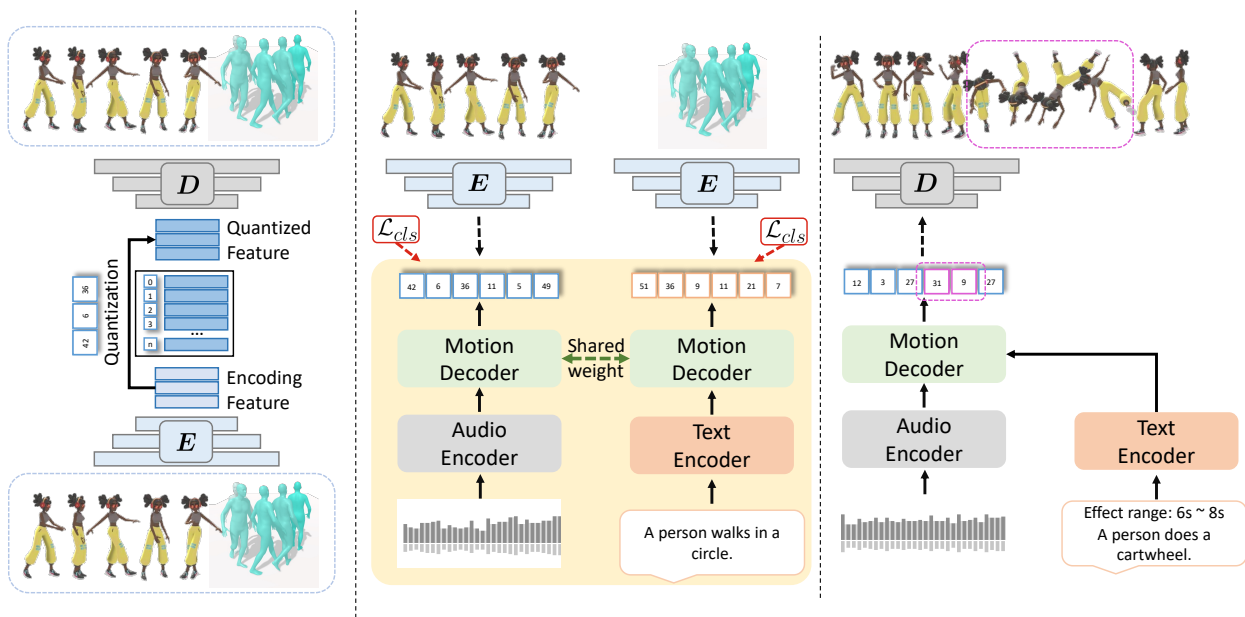 D
Quantized
Feature
Quantization
36
6
42
0
1
2
3
...
n
Encoding
Feature
E
E
E
L_cls
L_cls
42 6 36 11 5 49
51 36 9 11 21 7
Motion
Decoder
Shared
weight
Motion
Decoder
Audio
Encoder
Text
Encoder
A person walks in a
circle.
D
12 3 27 31 9 27
Motion
Decoder
Audio
Encoder
Text
Encoder
Effect range: 6s ~ 8s
A person does a
cartwheel.